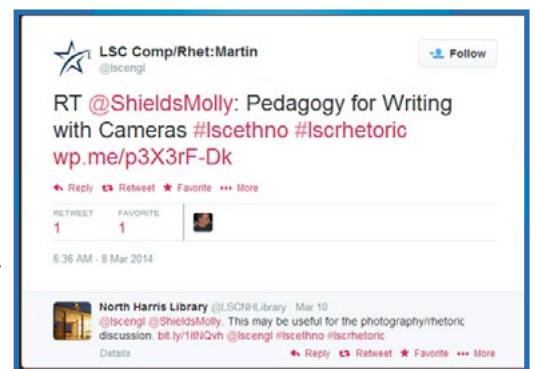 LSC Comp/Rhet:Martin
@lscengl
Follow
RT @ShieldsMolly: Pedagogy for Writing
with Cameras #lscethno #lscrhetoric
wp.me/p3X3rF-Dk
Reply Retweet Favorite More
RETWEET FAVORITE
1 1
6:36 AM - 8 Mar 2014
North Harris Library @LSCNHLibrary · Mar 10
@lscengl @ShieldsMolly. This may be useful for the photography/rhetoric
discussion. bit.ly/1itNQvh @lscengl #lscethno #lscrhetoric
Details Reply Retweet Favorite More